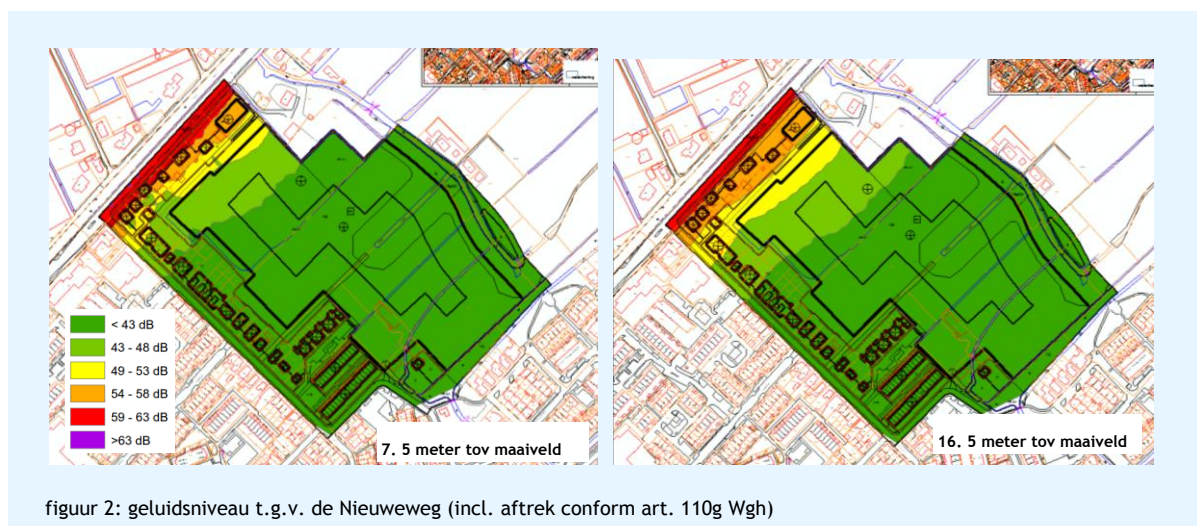 < 43 dB
43 - 48 dB
49 - 53 dB
54 - 58 dB
59 - 63 dB
>63 dB
7. 5 meter tov maaiveld
16. 5 meter tov maaiveld
figuur 2: geluidsniveau t.g.v. de Nieuweweg (incl. aftrek conform art. 110g Wgh)